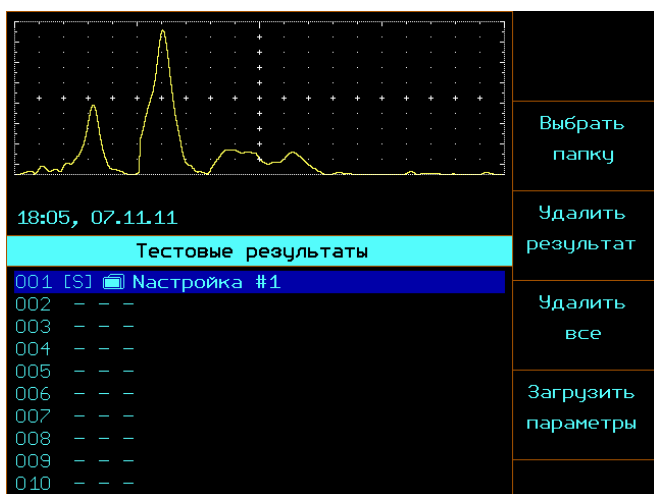 18:05, 07.11.11
Тестовые результаты
001 [S] Настройка #1
002 - - -
003 - - -
004 - - -
005 - - -
006 - - -
007 - - -
008 - - -
009 - - -
010 - - -
Выбрать
папку
Удалить
результат
Удалить
все
Загрузить
параметры